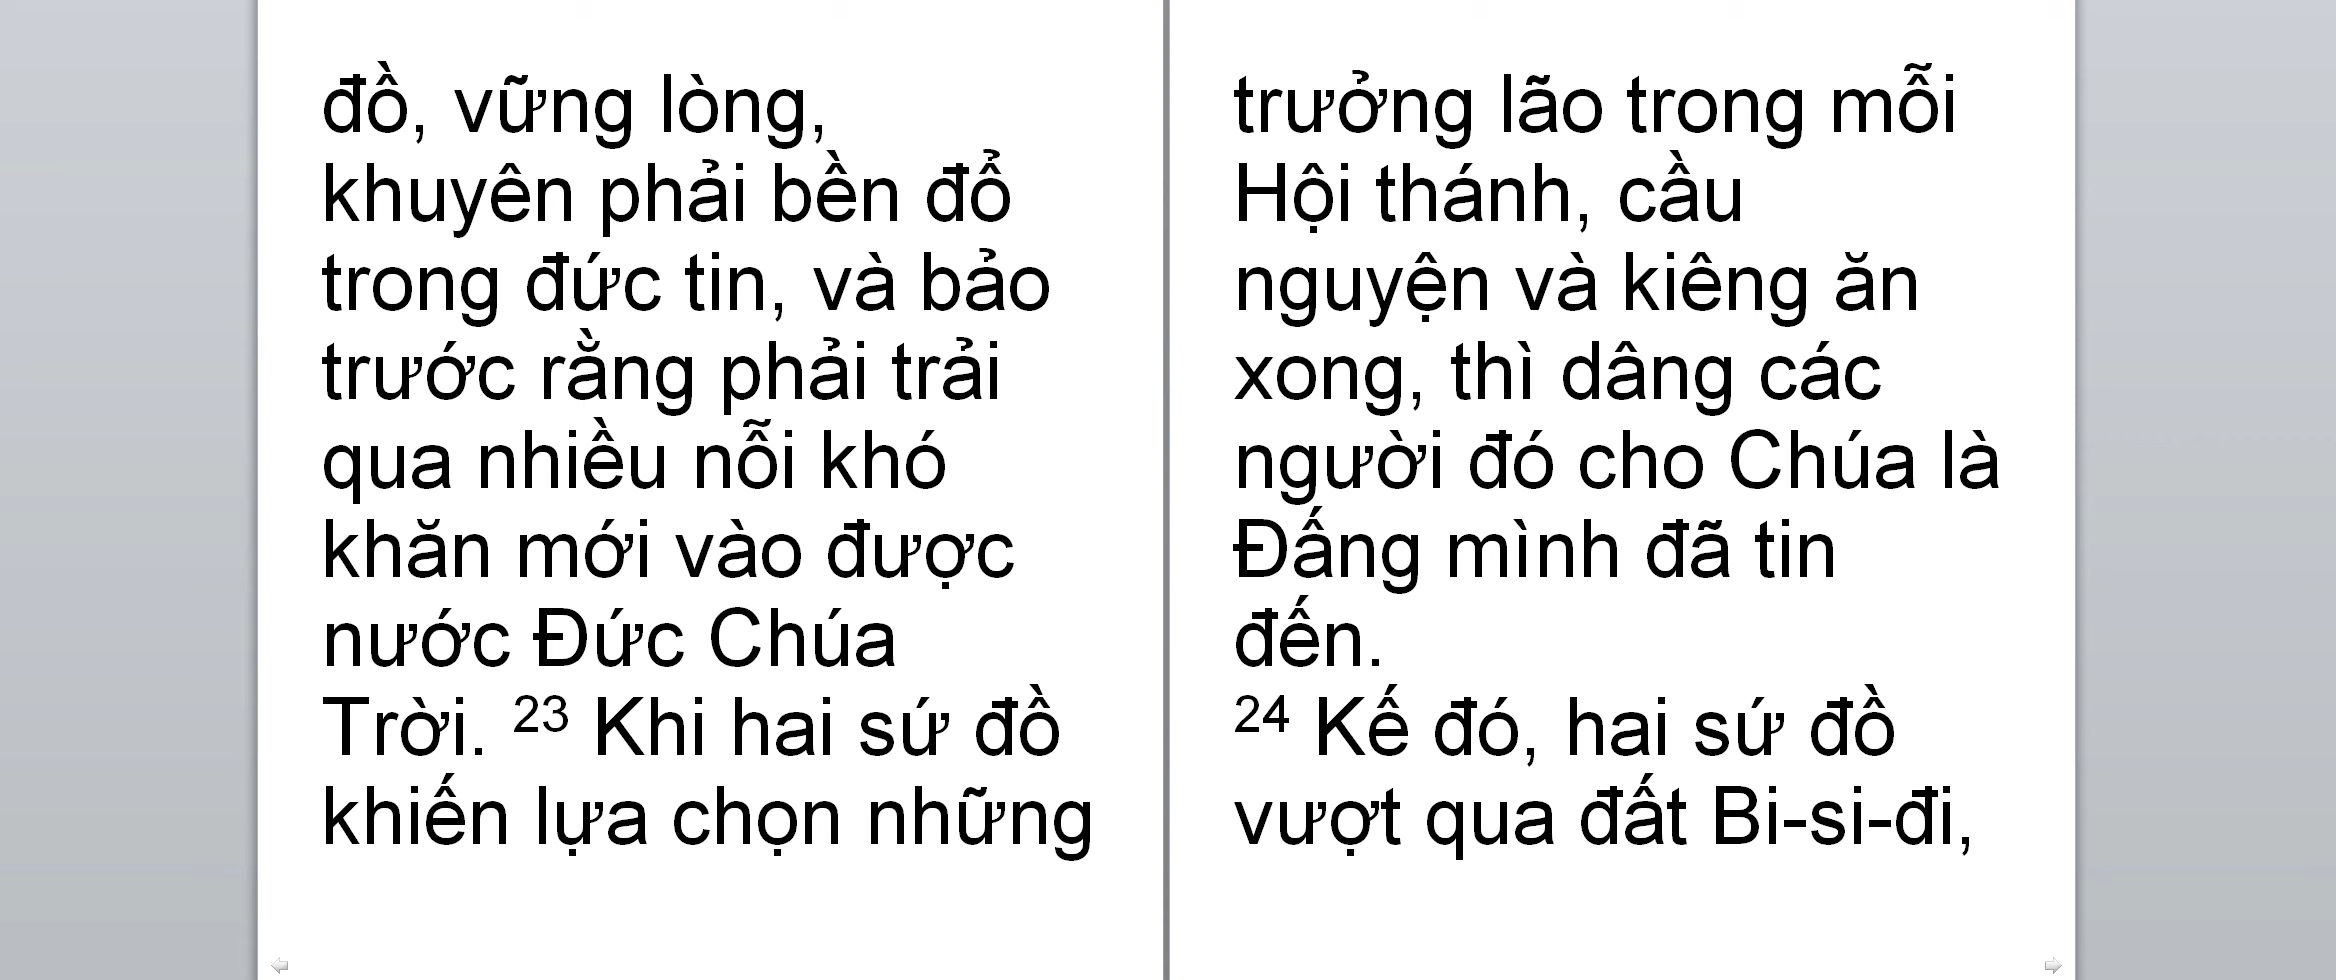 đồ, vững lòng,
khuyên phải bền đổ
trong đức tin, và bảo
trước rằng phải trải
qua nhiều nỗi khó
khăn mới vào được
nước Đức Chúa
Trời. 23 Khi hai sứ đồ
khiến lựa chọn những
trưởng lão trong mỗi
Hội thánh, cầu
nguyện và kiêng ăn
xong, thì dâng các
người đó cho Chúa là
Đấng mình đã tin
đến.
24 Kế đó, hai sứ đồ
vượt qua đất Bi-si-đi,